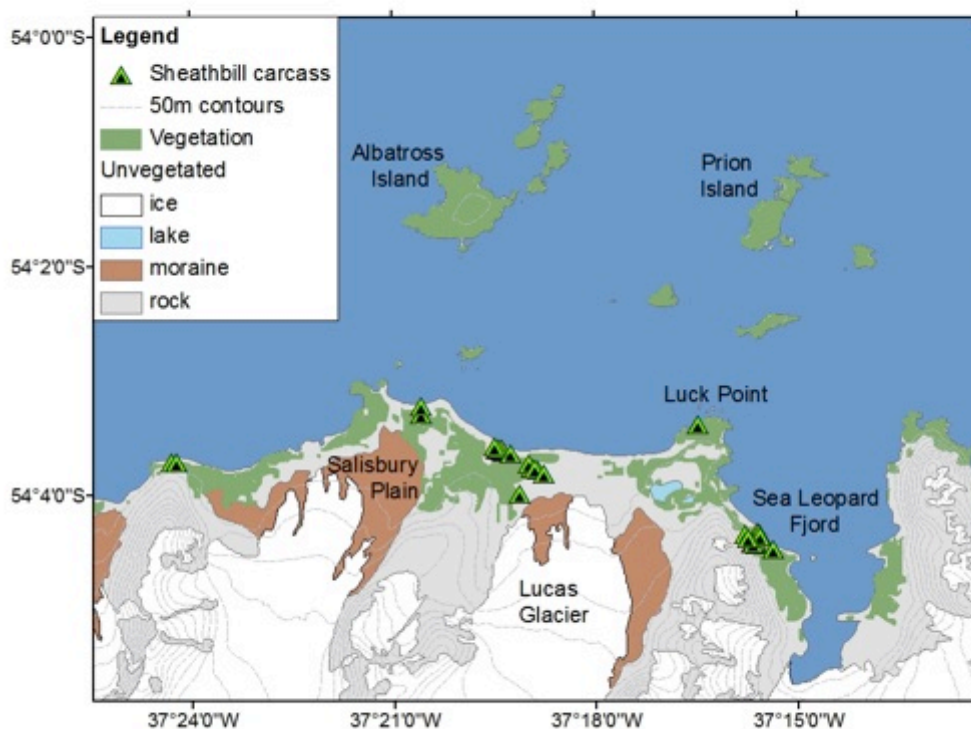 Legend
Sheathbill carcass
50m contours
Vegetation
Unvegetated
ice
lake
moraine
rock
54°0'0"S
54°2'0"S
54°4'0"S
Albatross
Island
Prion
Island
Luck Point
Salisbury
Plain
Sea Leopard
Fjord
Lucas
Glacier
37°24'0"W
37°21'0"W
37°18'0"W
37°15'0"W